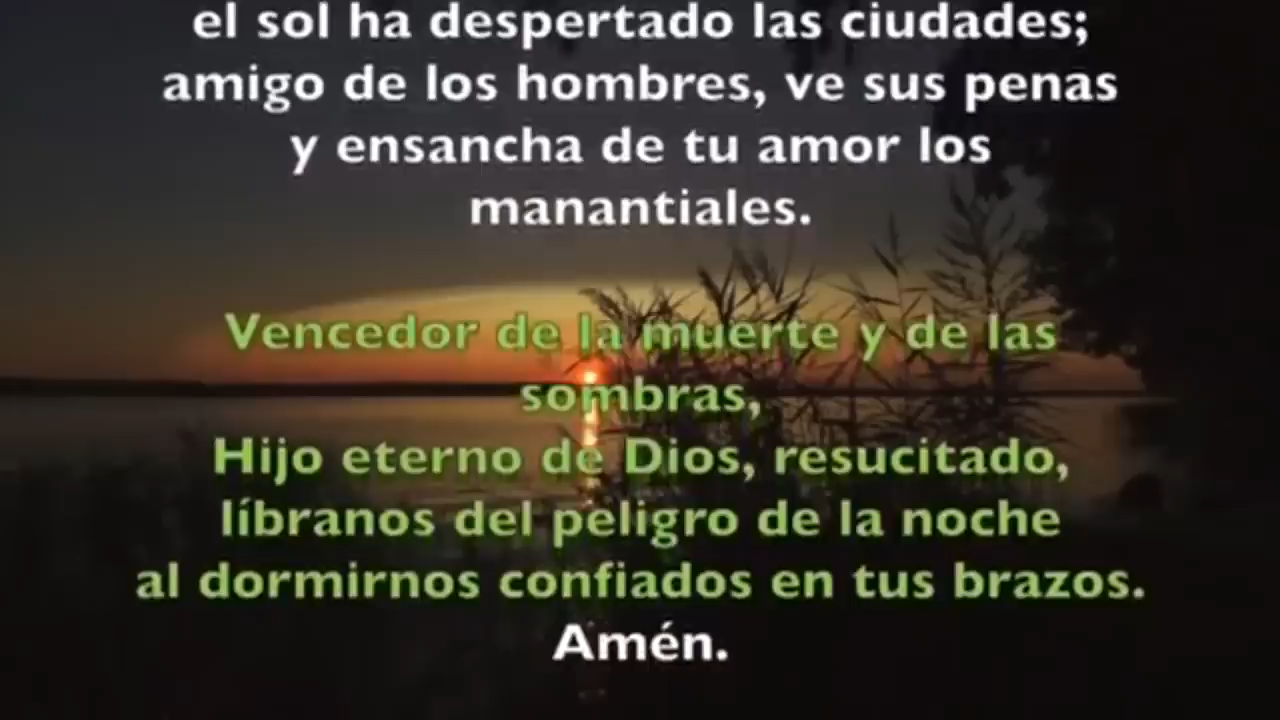 el sol ha despertado las ciudades;
amigo de los hombres, ve sus penas
y ensancha de tu amor los
manantiales.
Vencedor de la muerte y de las
sombras,
Hijo eterno de Dios, resucitado,
líbranos del peligro de la noche
al dormirnos confiados en tus brazos.
Amén.